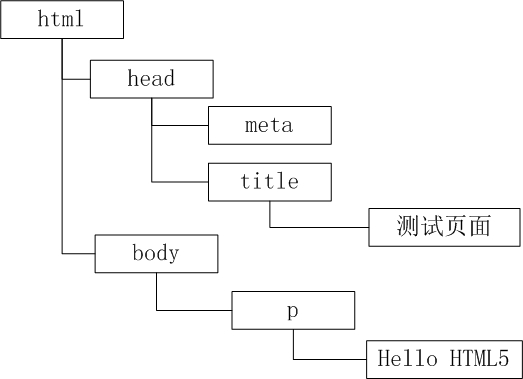 html
head
meta
title
测试页面
body
p
Hello HTML5